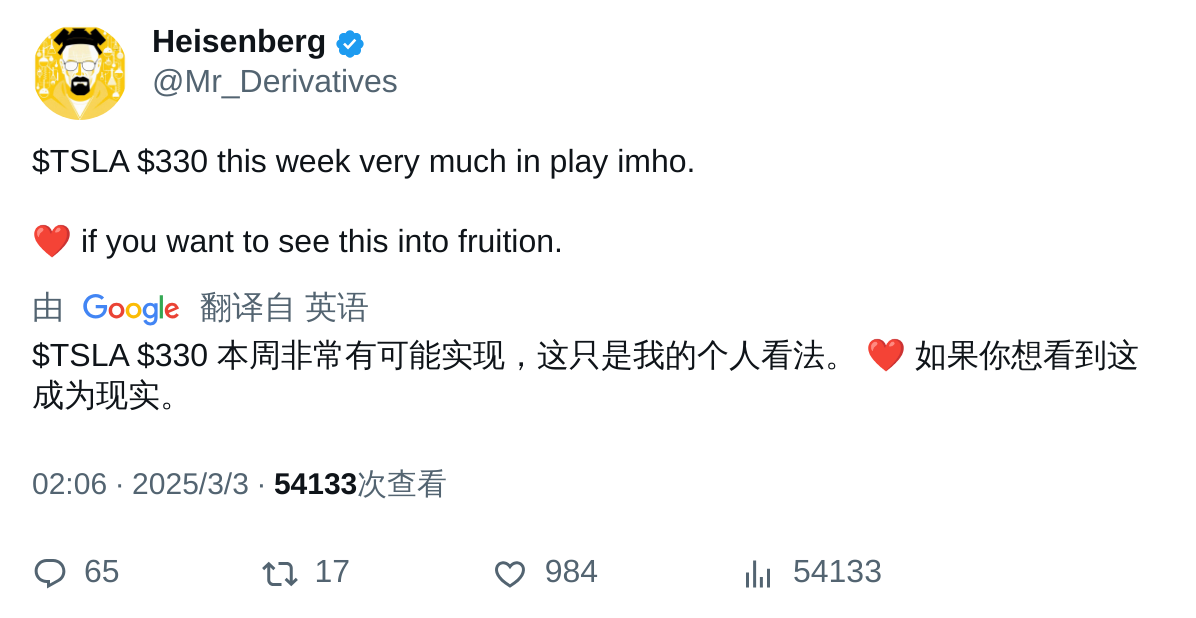 Heisenberg
@Mr_Derivatives
$TSLA $330 this week very much in play imho.
❤️ if you want to see this into fruition.
由 Google 翻译自 英语
$TSLA $330 本周非常有可能实现，这只是我的个人看法。 ❤️ 如果你想看到这
成为现实。
02:06 · 2025/3/3 · 54133次查看
65 17 984 54133